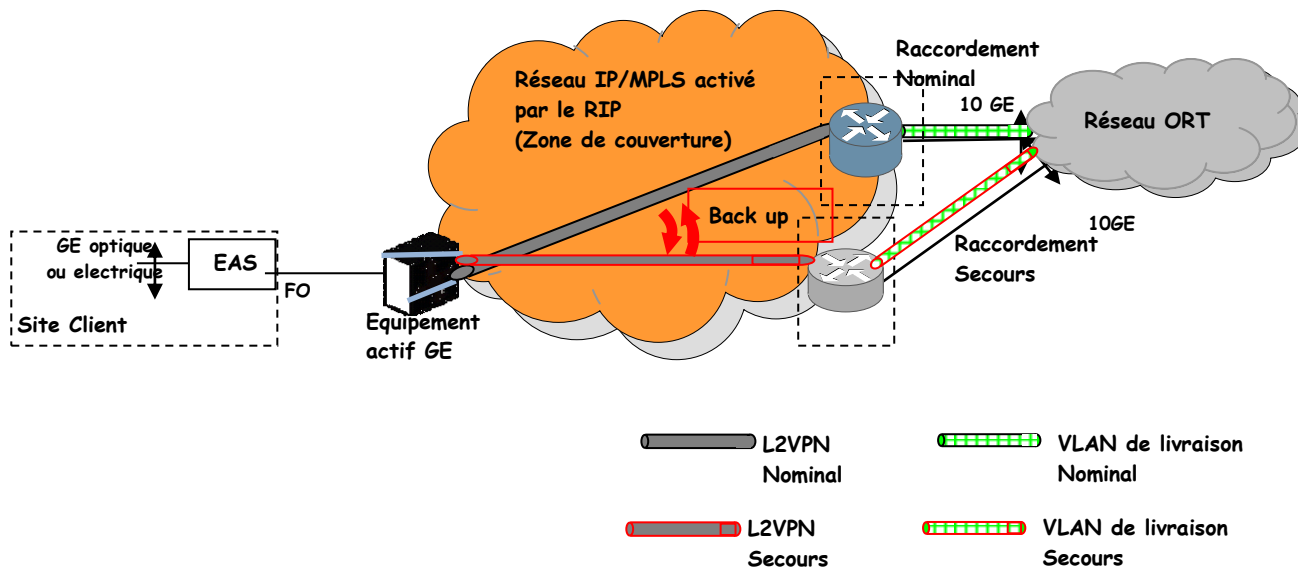 Raccordement
Nominal
Réseau IP/MPLS activé
par le RIP
(Zone de couverture)
10 GE
Réseau ORT
Back up
10GE
Raccordement
Secours
GE optique
ou electrique
EAS
FO
Site Client
Equipement
actif GE
L2VPN
Nominal
VLAN de livraison
Nominal
L2VPN
Secours
VLAN de livraison
Secours